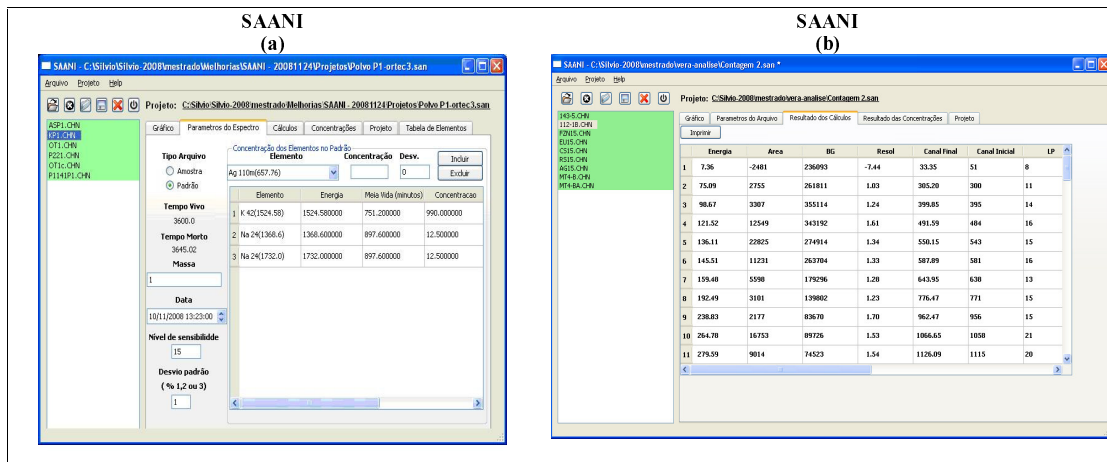 SAANI
(a)
SAANI - C:\Silvio\Silvio-2008\mestrado\Melhorias\SAANI - 20081124\Projetos\Polvo P1-ortec3.san
Arquivo Projeto Help
Projeto: C:\Silvio\Silvio-2008\mestrado\Melhorias\SAANI - 20081124\Projetos\Polvo P1-ortec3.san
ASP1.CHN
KP1.CHN
OT1.CHN
P221.CHN
OT1c.CHN
P1141P1.CHN
Gráfico Parametros do Espectro Cálculos Concentrações Projeto Tabela de Elementos
Tipo Arquivo
Amostra
Padrão
Tempo Vivo
3600.0
Tempo Morto
3645.02
Massa
1
Data
10/11/2008 13:23:00
Nível de sensibilidde
15
Desvio padrão
( % 1,2 ou 3)
1
Concentração dos Elementos no Padrão
Elemento Concentração Desv.
Incluir
Ag 110m(657.76) 0 Excluir
Elemento Energia Meia Vida (minutos) Concentracao
1 K 42(1524.58) 1524.580000 751.200000 990.000000
2 Na 24(1368.6) 1368.600000 897.600000 12.500000
3 Na 24(1732.0) 1732.000000 897.600000 12.500000
SAANI
(b)
SAANI - C:\Silvio-2008\mestrado\vera-analise\Contagem 2.san *
Arquivo Projeto Help
Projeto: C:\Silvio-2008\mestrado\vera-analise\Contagem 2.san
143-5.CHN
112-1B.CHN
FZN15.CHN
EU15.CHN
CS15.CHN
RS15.CHN
AG15.CHN
MT4-B.CHN
MT4-BA.CHN
Gráfico Parametros do Arquivo Resultado dos Cálculos Resultado das Concentrações Projeto
Imprimir
Energia Area BG Resol Canal Final Canal Inicial LP
1 7.36 -2481 236093 -7.44 33.35 51 8
2 75.09 2755 261811 1.03 305.20 300 11
3 98.67 3307 355114 1.24 399.85 395 14
4 121.52 12549 343192 1.61 491.59 484 16
5 136.11 22825 274914 1.34 550.15 543 15
6 145.51 11231 263704 1.33 587.89 581 16
7 159.48 5598 179296 1.28 643.95 638 13
8 192.49 3101 139802 1.23 776.47 771 15
9 238.83 2177 83670 1.70 962.47 956 15
10 264.78 16753 89726 1.53 1066.65 1058 21
11 279.59 9014 74523 1.54 1126.09 1115 20